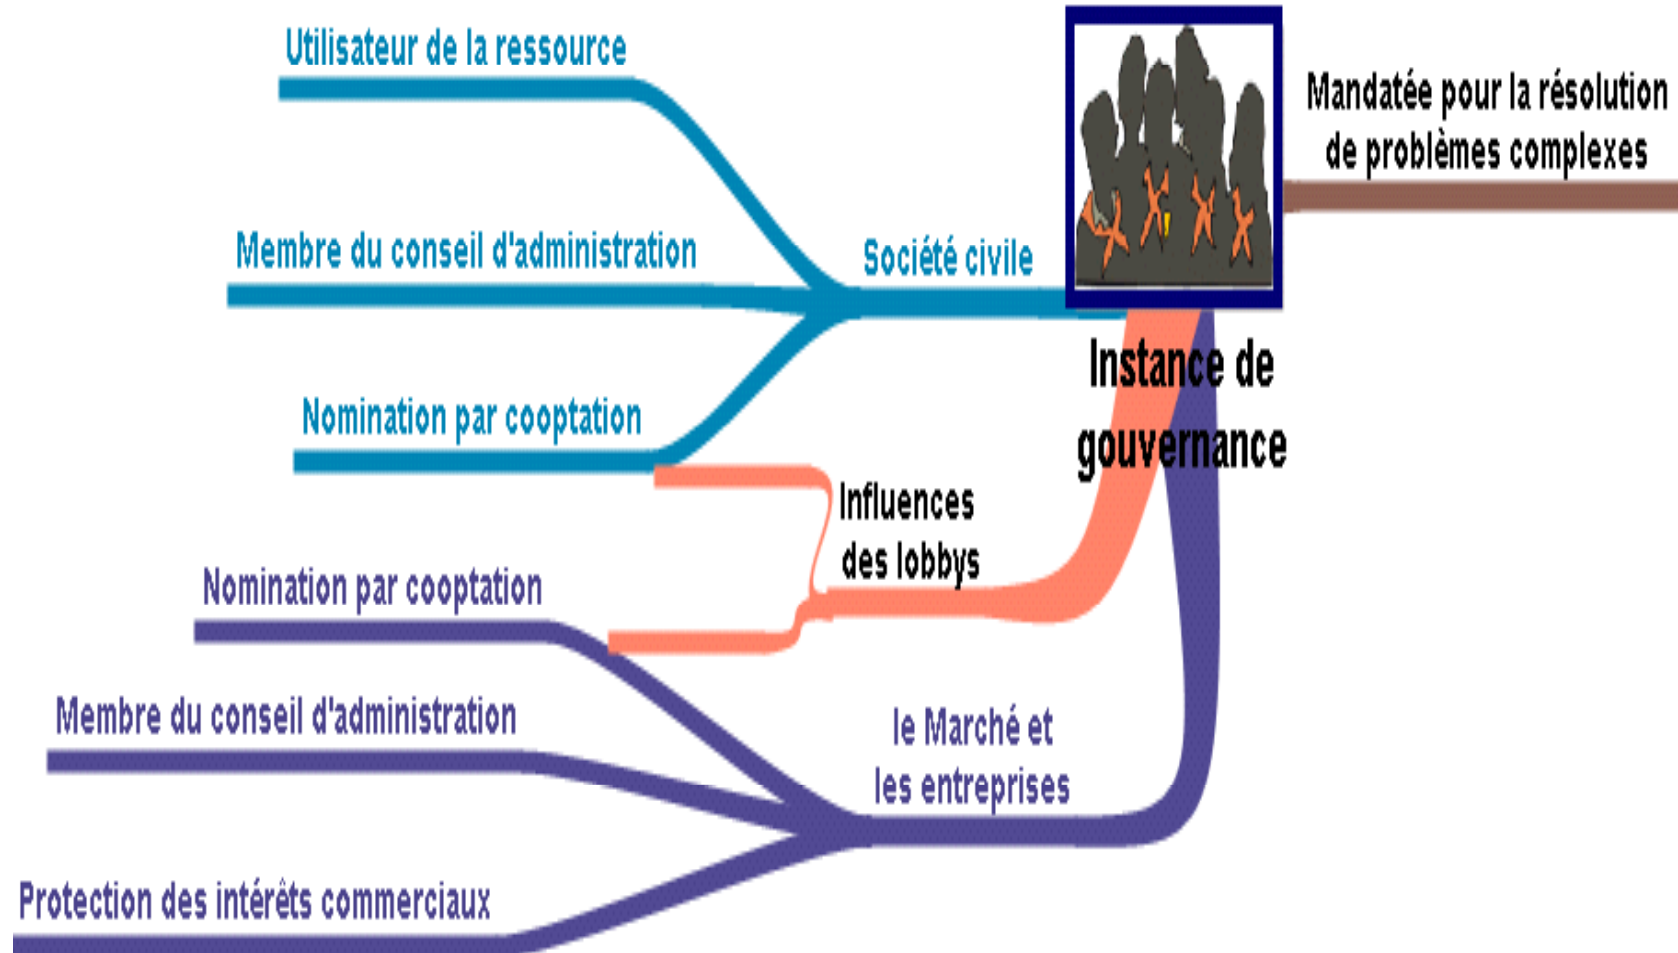 Utilisateur de la ressource
Mandatée pour la résolution
de problèmes complexes
Membre du conseil d'administration
Société civile
Instance de
gouvernance
Nomination par cooptation
Influences
des lobbys
Nomination par cooptation
Membre du conseil d'administration
le Marché et
les entreprises
Protection des intérêts commerciaux